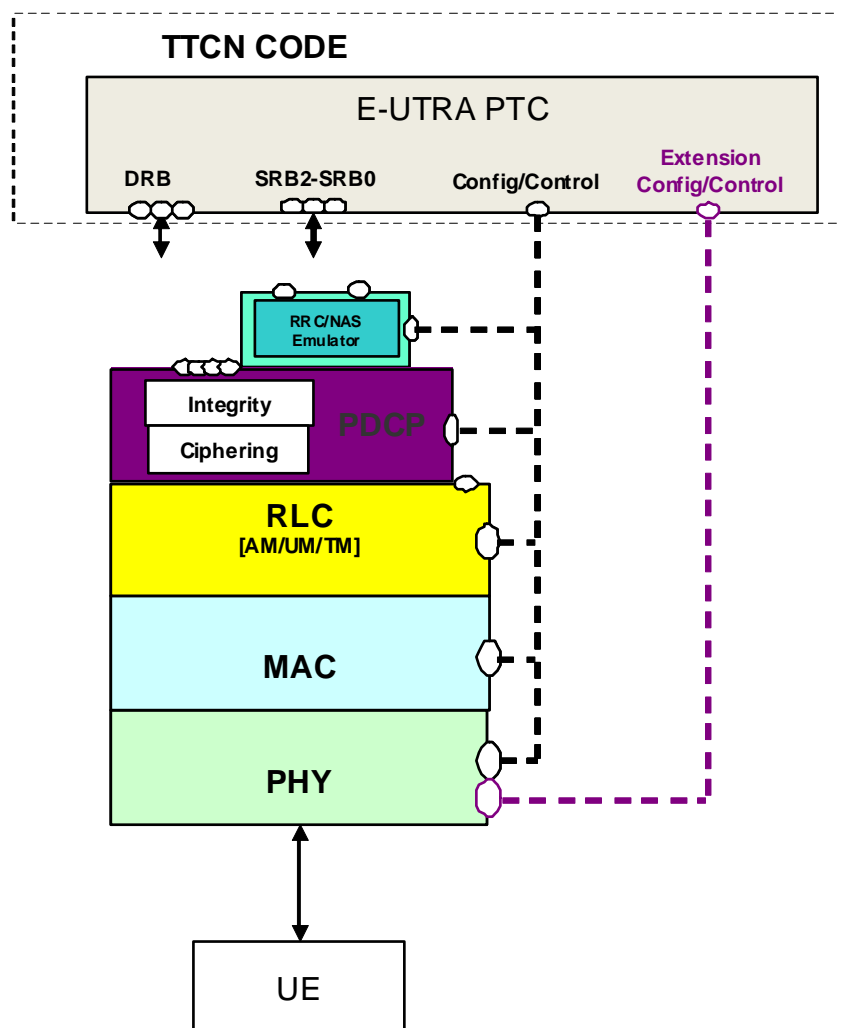 TTCN CODE
E-UTRA PTC
DRB
SRB2-SRB0
Config/Control
Extension
Config/Control
RRC/NAS
Emulator
Integrity
Ciphering
PDCP
RLC
[AM/UM/TM]
MAC
PHY
UE